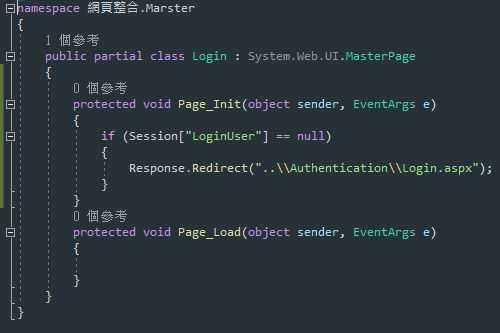 namespace 網頁整合.Marster
{
1 個參考
public partial class Login : System.Web.UI.MasterPage
{
0 個參考
protected void Page_Init(object sender, EventArgs e)
{
if (Session["LoginUser"] == null)
{
Response.Redirect("..\\Authentication\\Login.aspx");
}
}
0 個參考
protected void Page_Load(object sender, EventArgs e)
{
}
}
}